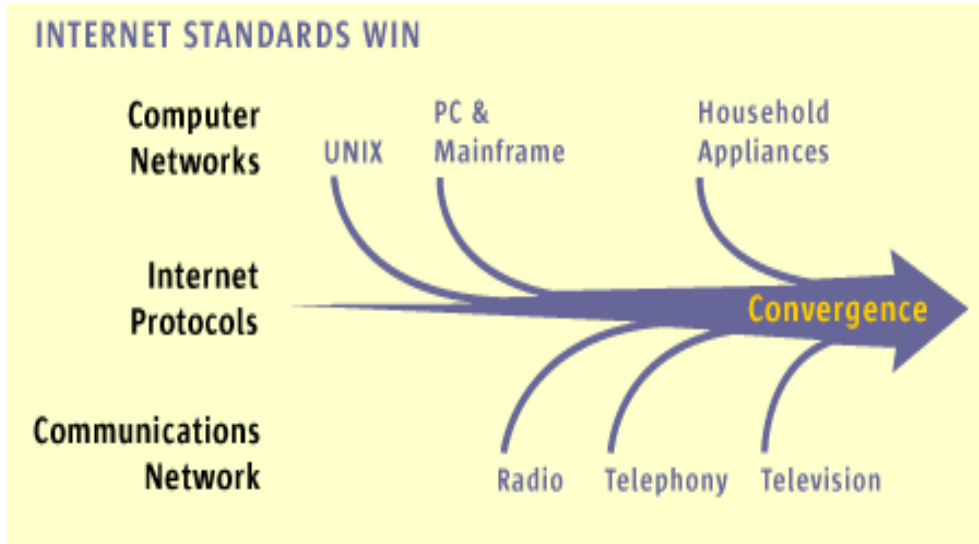 INTERNET STANDARDS WIN
Computer
Networks
UNIX
PC &
Mainframe
Household
Appliances
Internet
Protocols
Convergence
Communications
Network
Radio
Telephony
Television